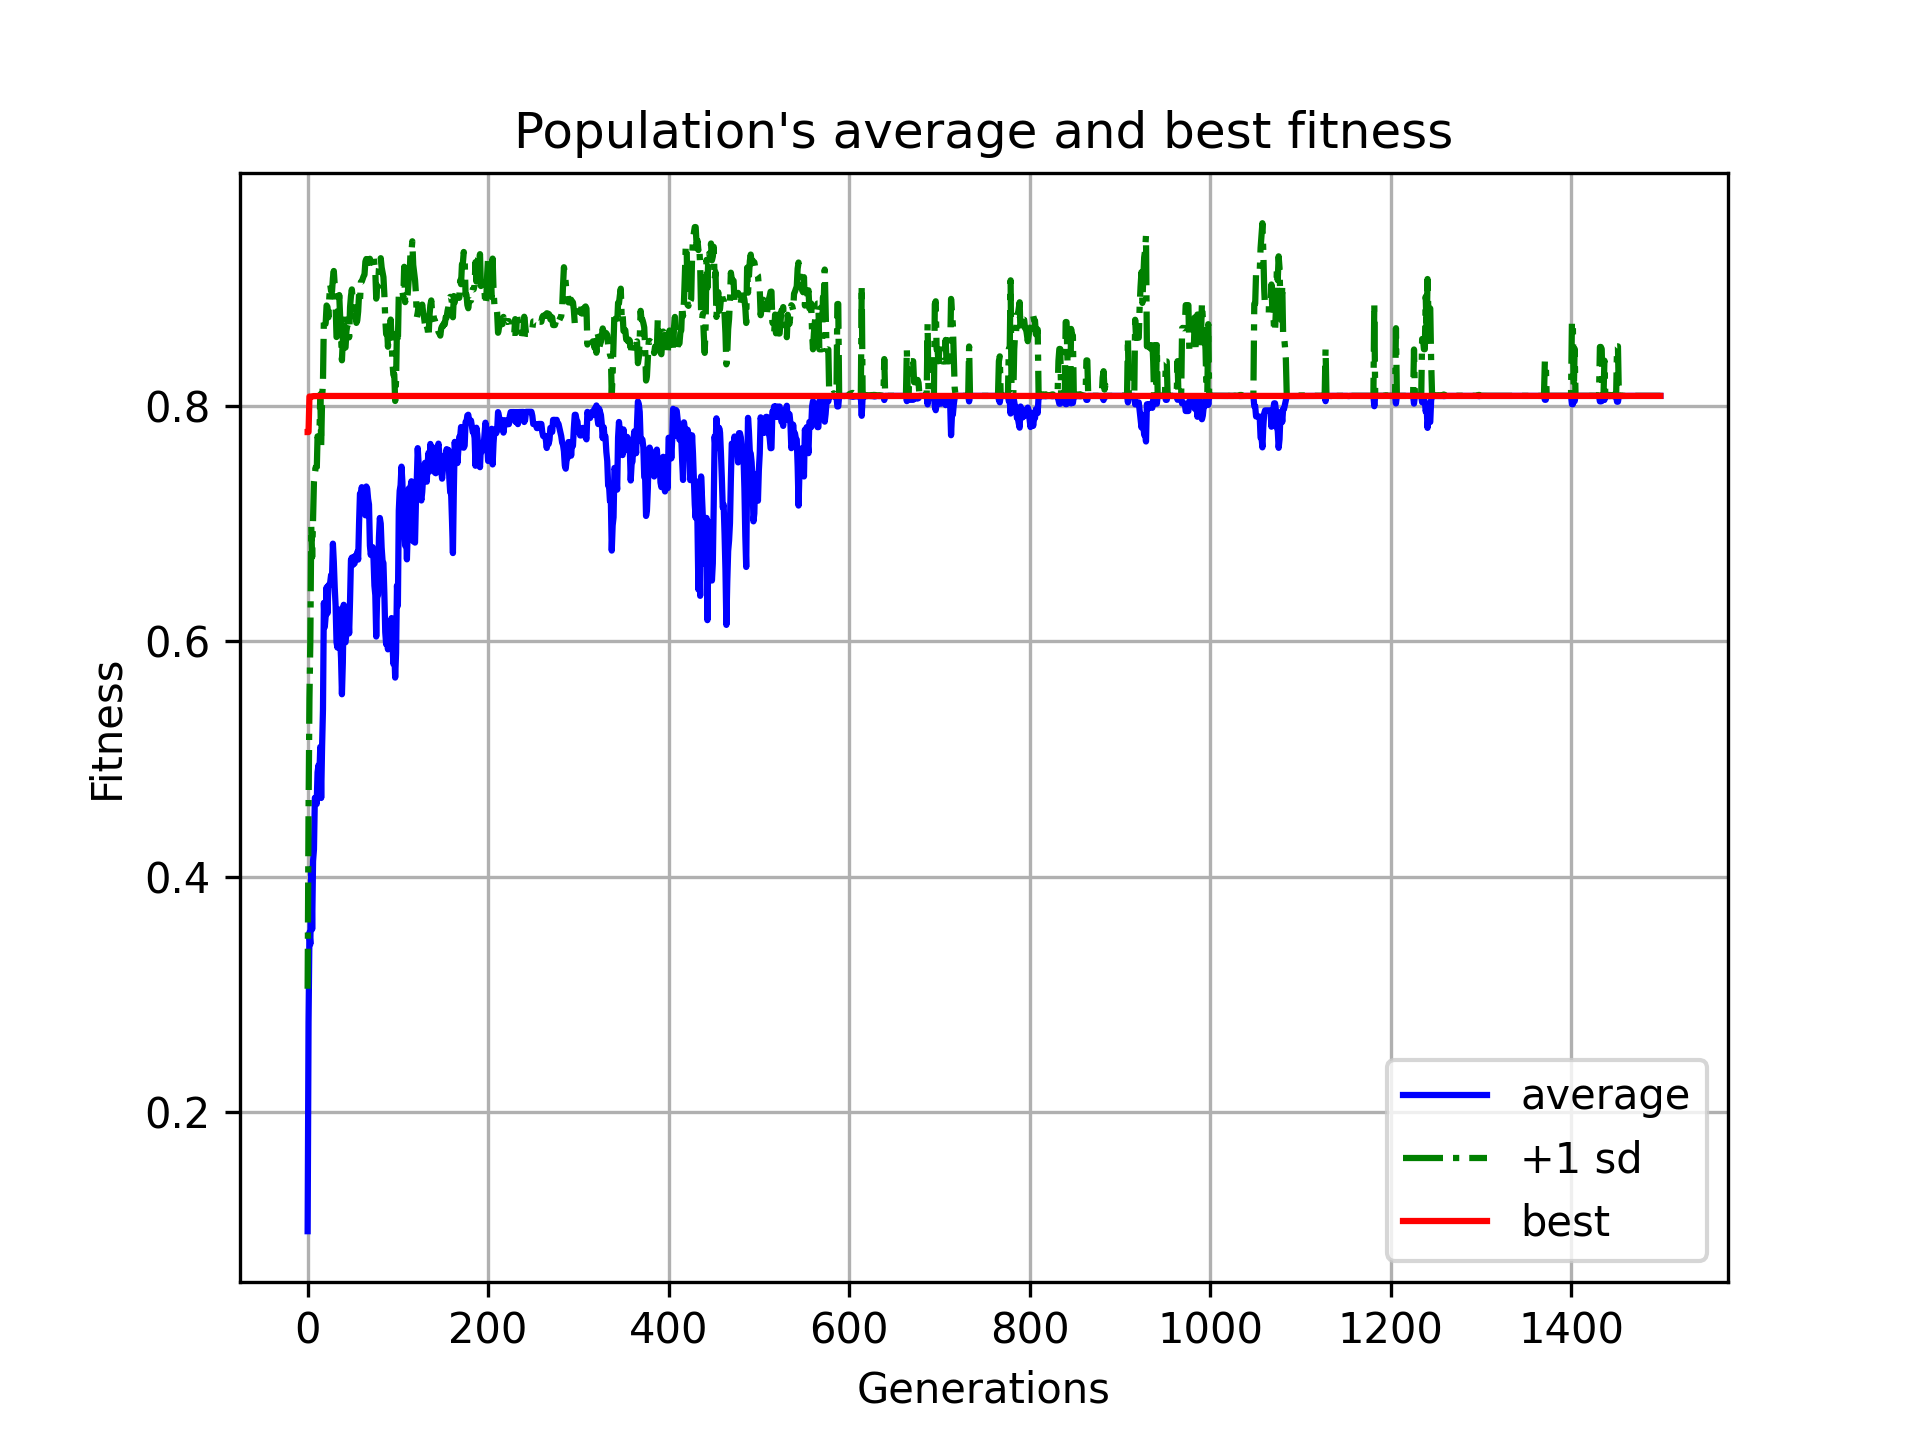 Population's average and best fitness
Fitness
0.8
0.6
0.4
0.2
0 200 400 600 800 1000 1200 1400
Generations
average
+1 sd
best